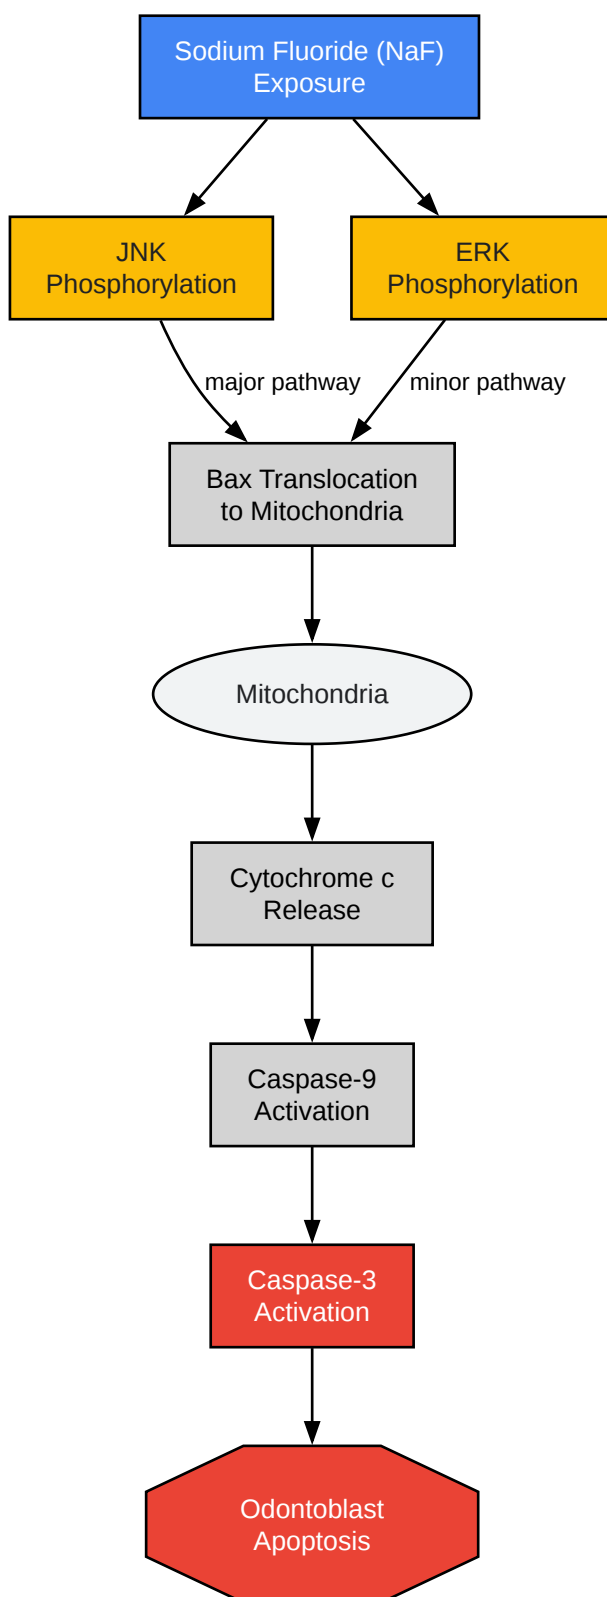 Sodium Fluoride (NaF)
Exposure
JNK
Phosphorylation
ERK
Phosphorylation
major pathway
minor pathway
Bax Translocation
to Mitochondria
Mitochondria
Cytochrome c
Release
Caspase-9
Activation
Caspase-3
Activation
Odontoblast
Apoptosis